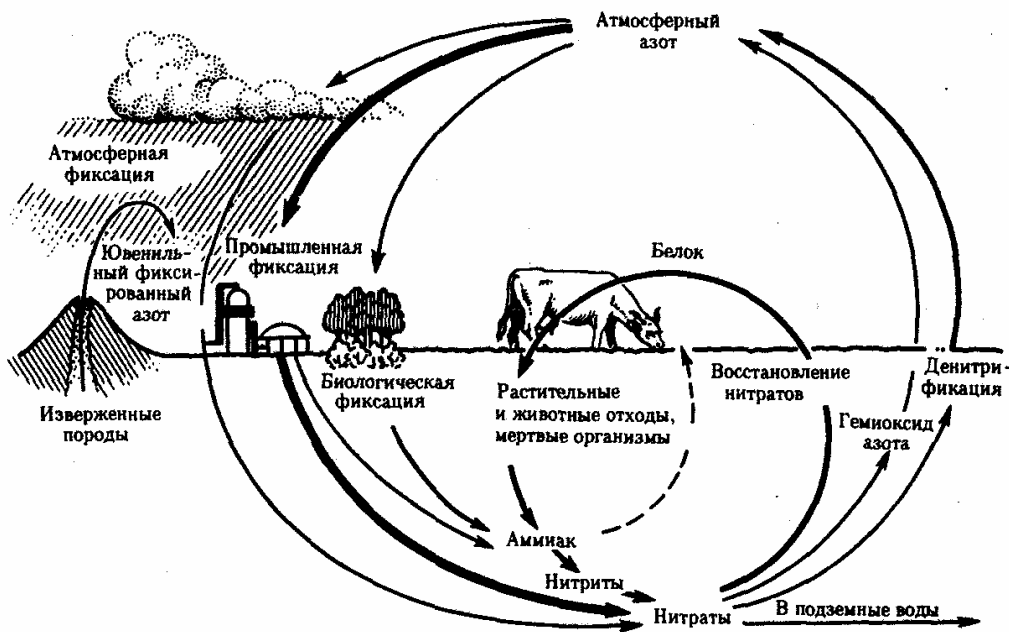 Атмосферный
азот
Атмосферная
фиксация
Ювениль-
ный фикси-
рованный
азот
Промышленная
фиксация
Белок
Изверженные
породы
Биологическая
фиксация
Растительные
и животные отходы,
мертвые организмы
Восстановление
нитратов
Денитри-
фикация
Гемиоксид
азота
Аммиак
Нитриты
Нитраты
В подземные воды